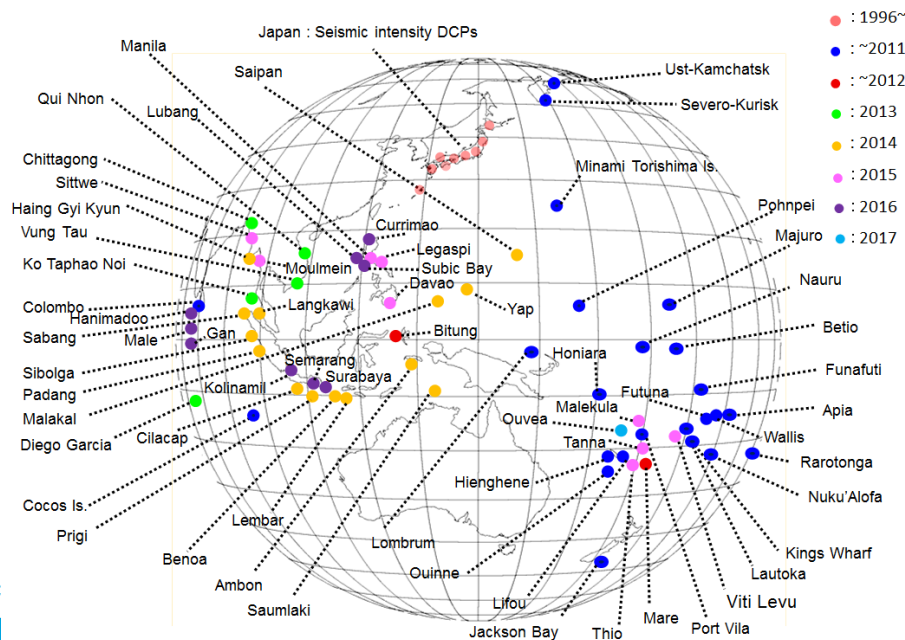 Japan : Seismic intensity DCPs
Manila
Saipan
Qui Nhon
Lubang
Chittagong
Sittwe
Haing Gyi Kyun
Vung Tau
Ko Taphao Noi
Colombo
Hanimadoo
Sabang
Male
Gan
Sibolga
Padang
Malakal
Diego Garcia
Cilacap
Cocos Is.
Prigi
Benoa
Lembar
Ambon
Saumlaki
Moulmein
Langkawi
Semarang
Kolinamil
Surabaya
Currimao
Legaspi
Subic Bay
Davao
Yap
Bitung
Ust-Kamchatsk
Severo-Kurisk
Minami Torishima Is.
Pohnpei
Majuro
Nauru
Betio
Funafuti
Apia
Wallis
Rarotonga
Nuku'Alofa
Kings Wharf
Lautoka
Viti Levu
Port Vila
Mare
Thio
Jackson Bay
Lifou
Ouinne
Lombrum
Hienghene
Tanna
Ouvea
Malekula
Futuna
Honiara
: 1996~
: ~2011
: ~2012
: 2013
: 2014
: 2015
: 2016
: 2017